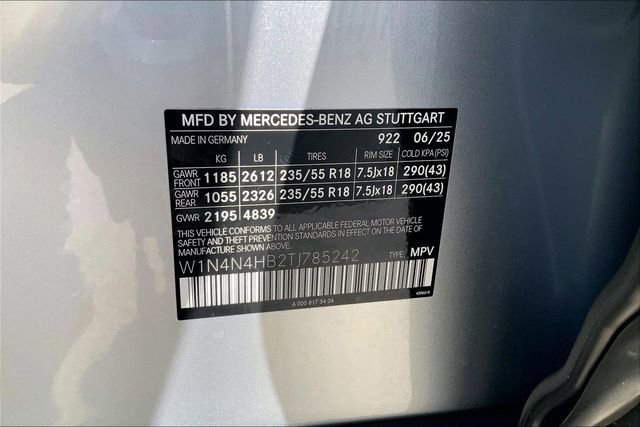 MFD BY MERCEDES-BENZ AG STUTTGART
MADE IN GERMANY 922 06/25
KG LB TIRES RIM SIZE COLD KPA (PSI)
GAWR FRONT 1185 2612 235/55 R18 7.5Jx18 290(43)
GAWR REAR 1055 2326 235/55 R18 7.5Jx18 290(43)
GVWR 2195 4839
THIS VEHICLE CONFORMS TO ALL APPLICABLE FEDERAL MOTOR VEHICLE
SAFETY, BUMPER, AND THEFT PREVENTION STANDARDS IN EFFECT ON THE DATE OF
MANUFACTURE SHOWN ABOVE.
W1N4N4HB2TJ785242 TYPE: MPV
A 000 817 54 04